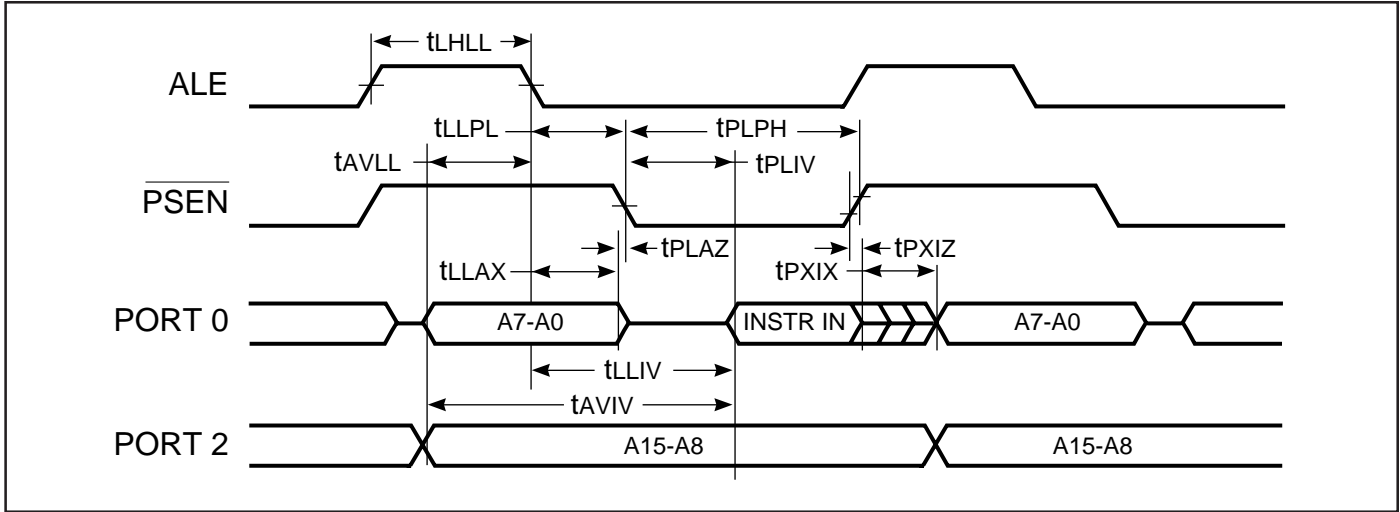 tLHLL
ALE
tLLPL
tPLPH
tAVLL
tPLIV
PSEN
tPLAZ
tPXIZ
tLLAX
tPXIX
PORT 0
A7-A0
INSTR IN
A7-A0
tLLIV
tAVIV
PORT 2
A15-A8
A15-A8